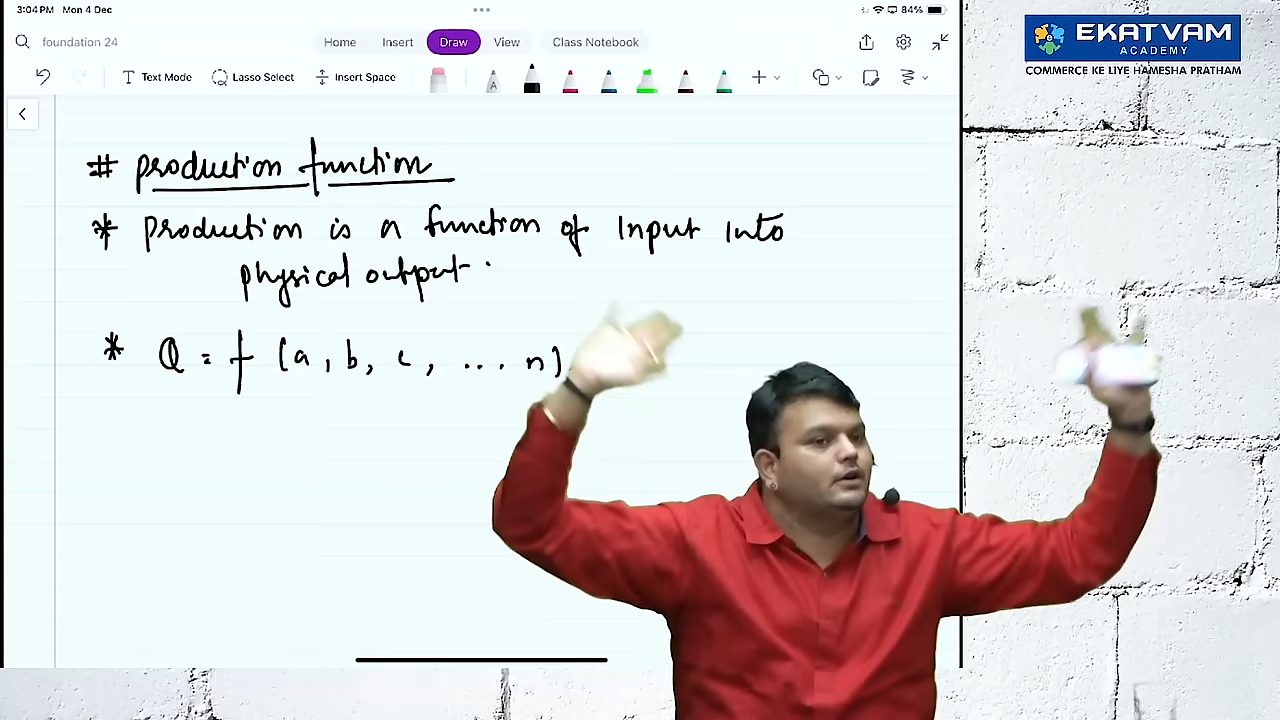 3:04 PM Mon 4 Dec
84%
foundation 24
Home Insert Draw View Class Notebook
Text Mode Lasso Select Insert Space
EKATVAM
ACADEMY
COMMERCE KE LIYE HAMESHA PRATHAM
# production function
* Production is a function of Input Into
physical output.
* Q = f (a, b, c, ... n)